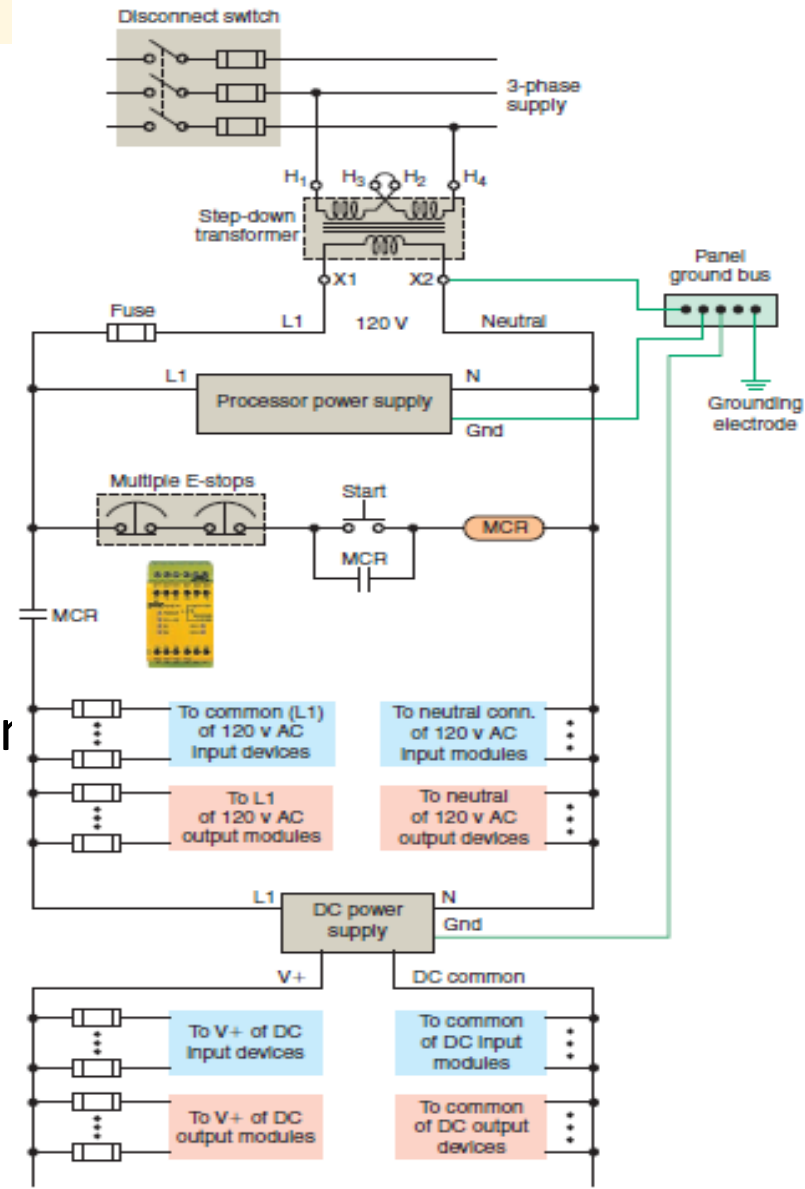 Disconnect switch
3-phase
supply
H1 H3 H2 H4
Step-down
transformer
X1 X2
Panel
ground bus
Fuse
L1 120 V Neutral
L1 N
Processor power supply
Gnd
Grounding
electrode
Multiple E-stops
Start
MCR
MCR
MCR
To common (L1)
of 120 v AC
input devices
To neutral conn.
of 120 v AC
input modules
r
To L1
of 120 v AC
output modules
To neutral
of 120 v AC
output devices
L1 N
DC power
supply
Gnd
V+ DC common
To V+ of DC
input devices
To common
of DC input
modules
To V+ of DC
output modules
To common
of DC output
devices